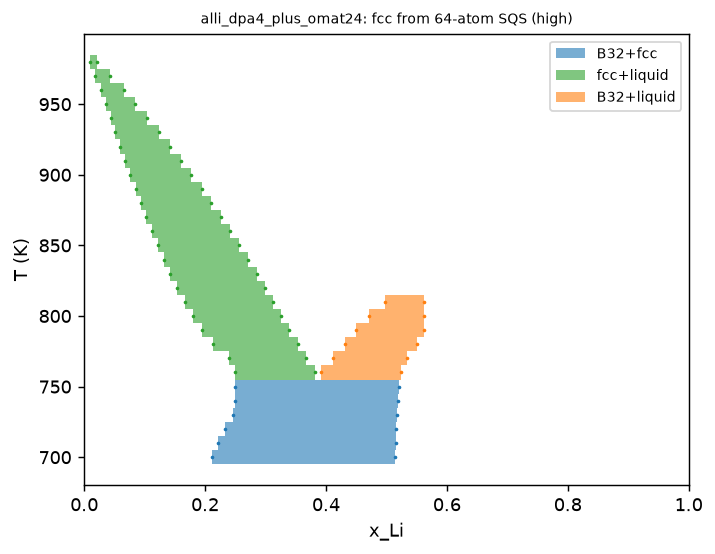 alli_dpa4_plus_omat24: fcc from 64-atom SQS (high)
B32+fcc
fcc+liquid
B32+liquid
T (K)
950
900
850
800
750
700
0.0 0.2 0.4 0.6 0.8 1.0
x_Li